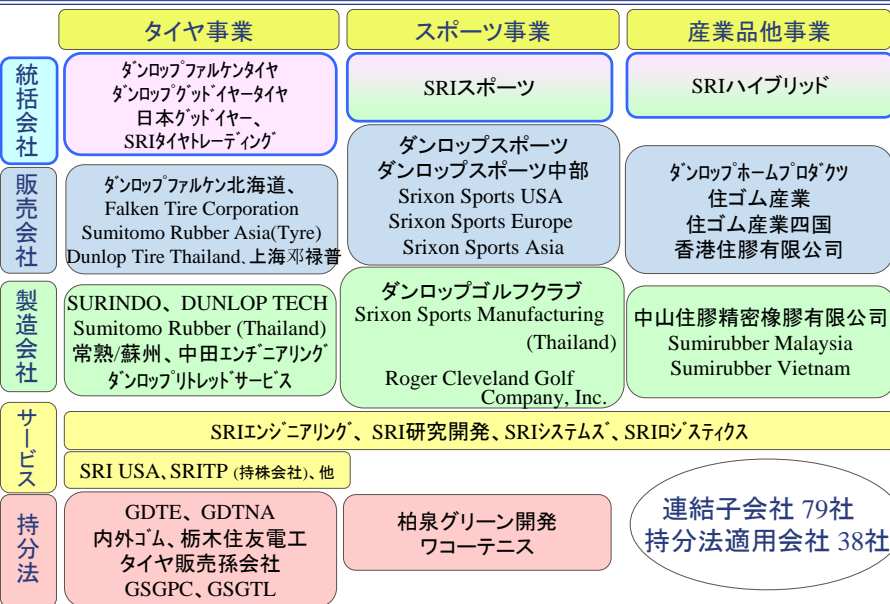 タイヤ事業
スポーツ事業
産業品他事業
統括会社
ダンロップファルケンタイヤ
ダンロップグッドイヤータイヤ
日本グッドイヤー、
SRIタイヤトレーディング
SRIスポーツ
SRIハイブリッド
販売会社
ダンロップファルケン北海道、
Falken Tire Corporation
Sumitomo Rubber Asia(Tyre)
Dunlop Tire Thailand、上海邓禄普
ダンロップスポーツ
ダンロップスポーツ中部
Srixon Sports USA
Srixon Sports Europe
Srixon Sports Asia
ダンロップホームプロダクツ
住ゴム産業
住ゴム産業四国
香港住膠有限公司
製造会社
SURINDO、DUNLOP TECH
Sumitomo Rubber (Thailand)
常熟/蘇州、中田エンヂニアリング
ダンロップリトレッドサービス
ダンロップゴルフクラブ
Srixon Sports Manufacturing
(Thailand)
Roger Cleveland Golf
Company, Inc.
中山住膠精密橡膠有限公司
Sumirubber Malaysia
Sumirubber Vietnam
サービス
SRIエンジニアリング、SRI研究開発、SRIシステムズ、SRIロジスティクス
SRI USA、SRITP (持株会社)、他
持分法
GDTE、GDTNA
内外ゴム、栃木住友電工
タイヤ販売孫会社
GSGPC、GSGTL
柏泉グリーン開発
ワコーテニス
連結子会社 79社
持分法適用会社 38社